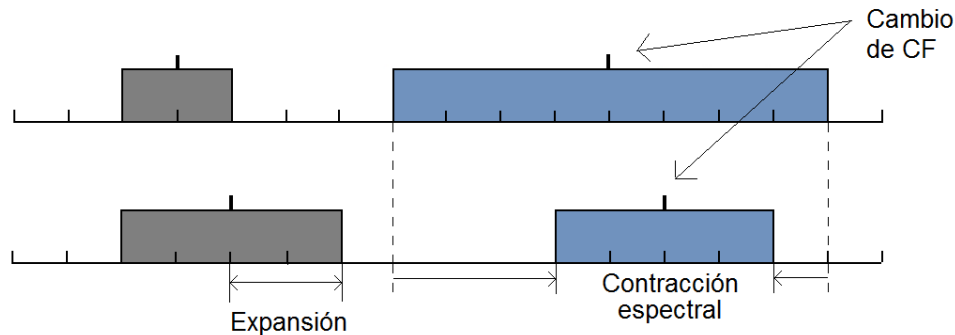 Cambio
de CF
Contracción
espectral
Expansión